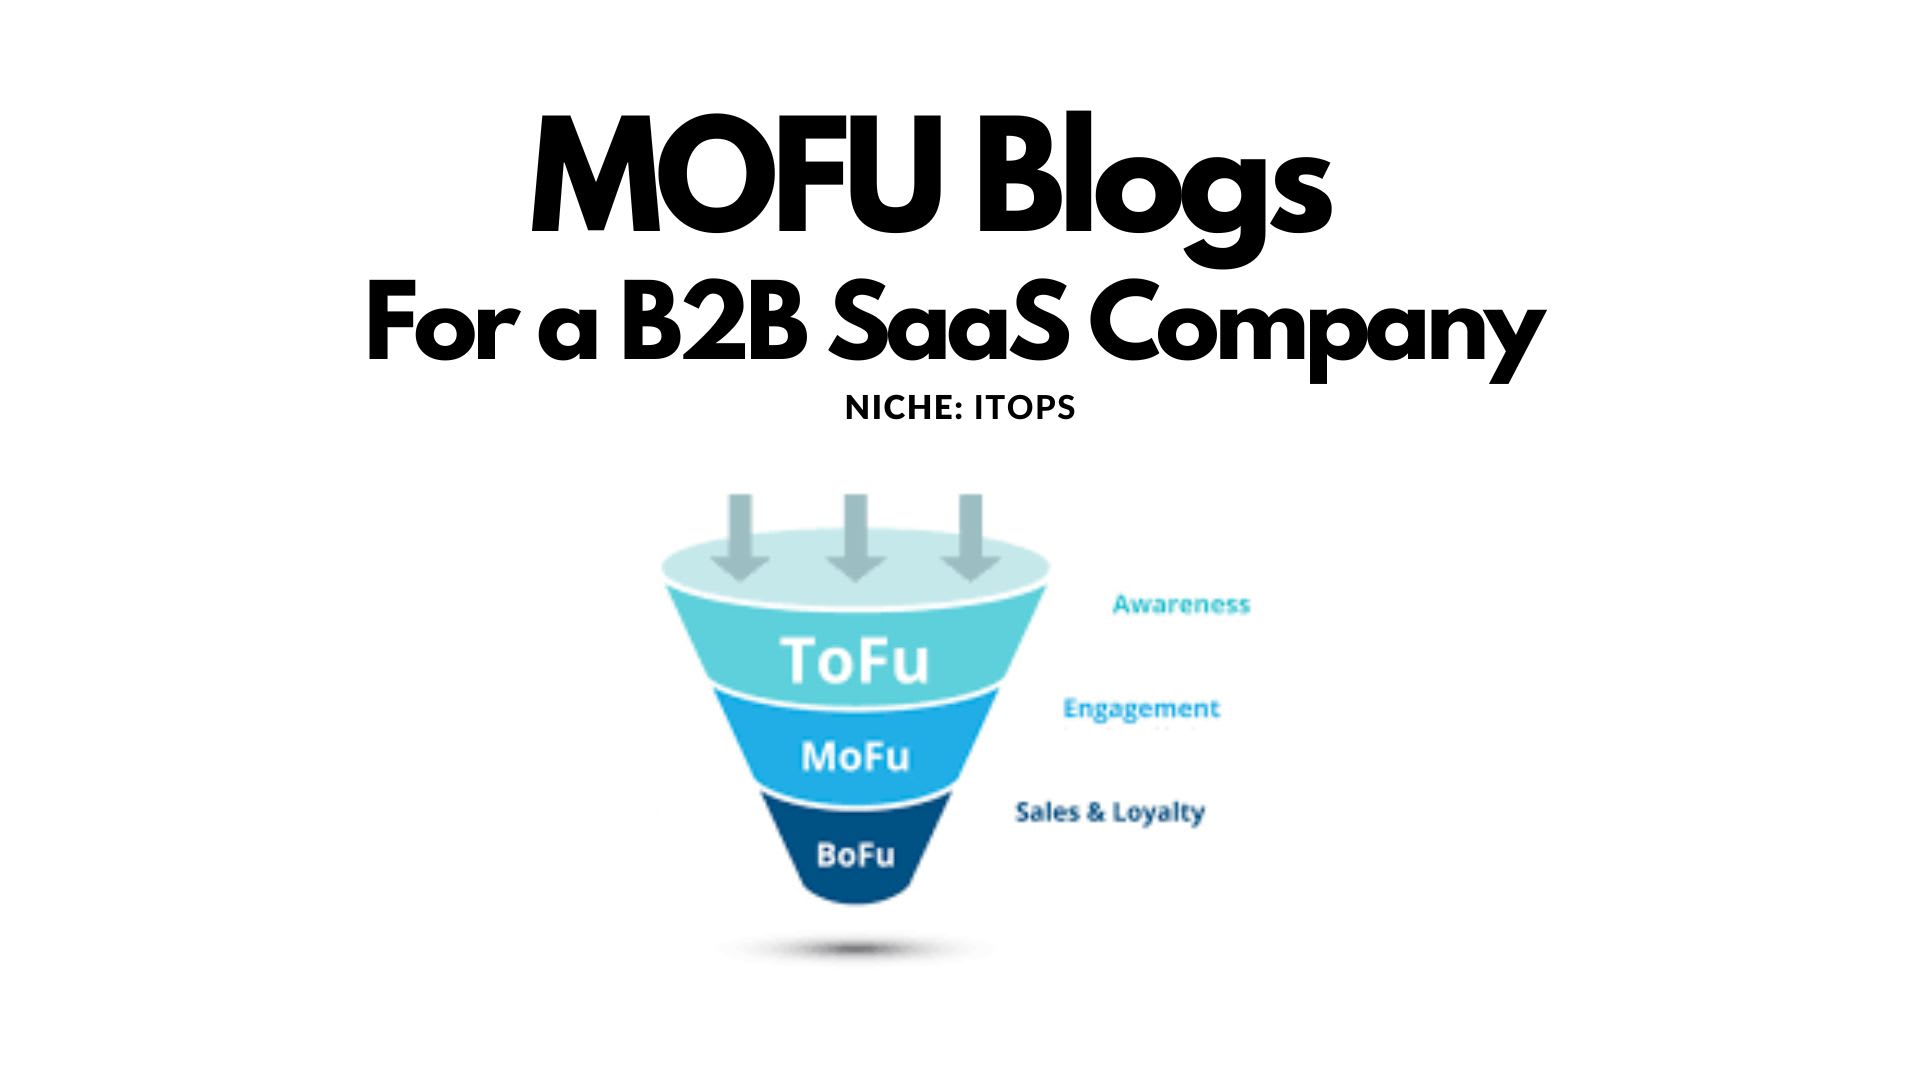 MOFU Blogs
For a B2B SaaS Company
NICHE: ITOPS
Awareness
ToFu
Engagement
MoFu
Sales & Loyalty
BoFu